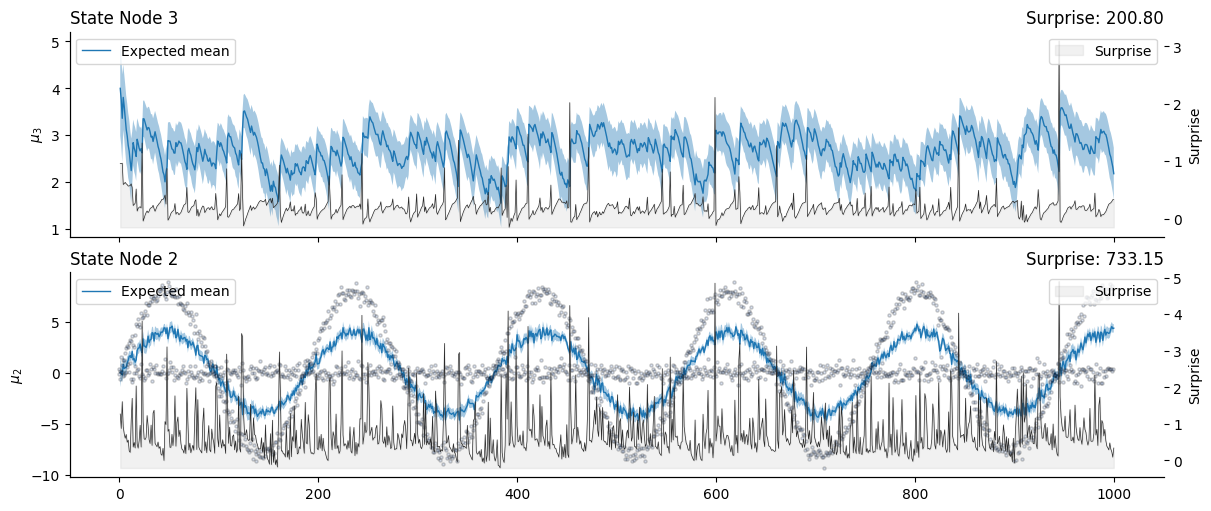 State Node 3
Surprise: 200.80
Expected mean
Surprise
5
4
3
2
1
μ3
3
2
1
0
Surprise
State Node 2
Surprise: 733.15
Expected mean
Surprise
5
0
−5
−10
μ2
5
4
3
2
1
0
Surprise
0
200
400
600
800
1000